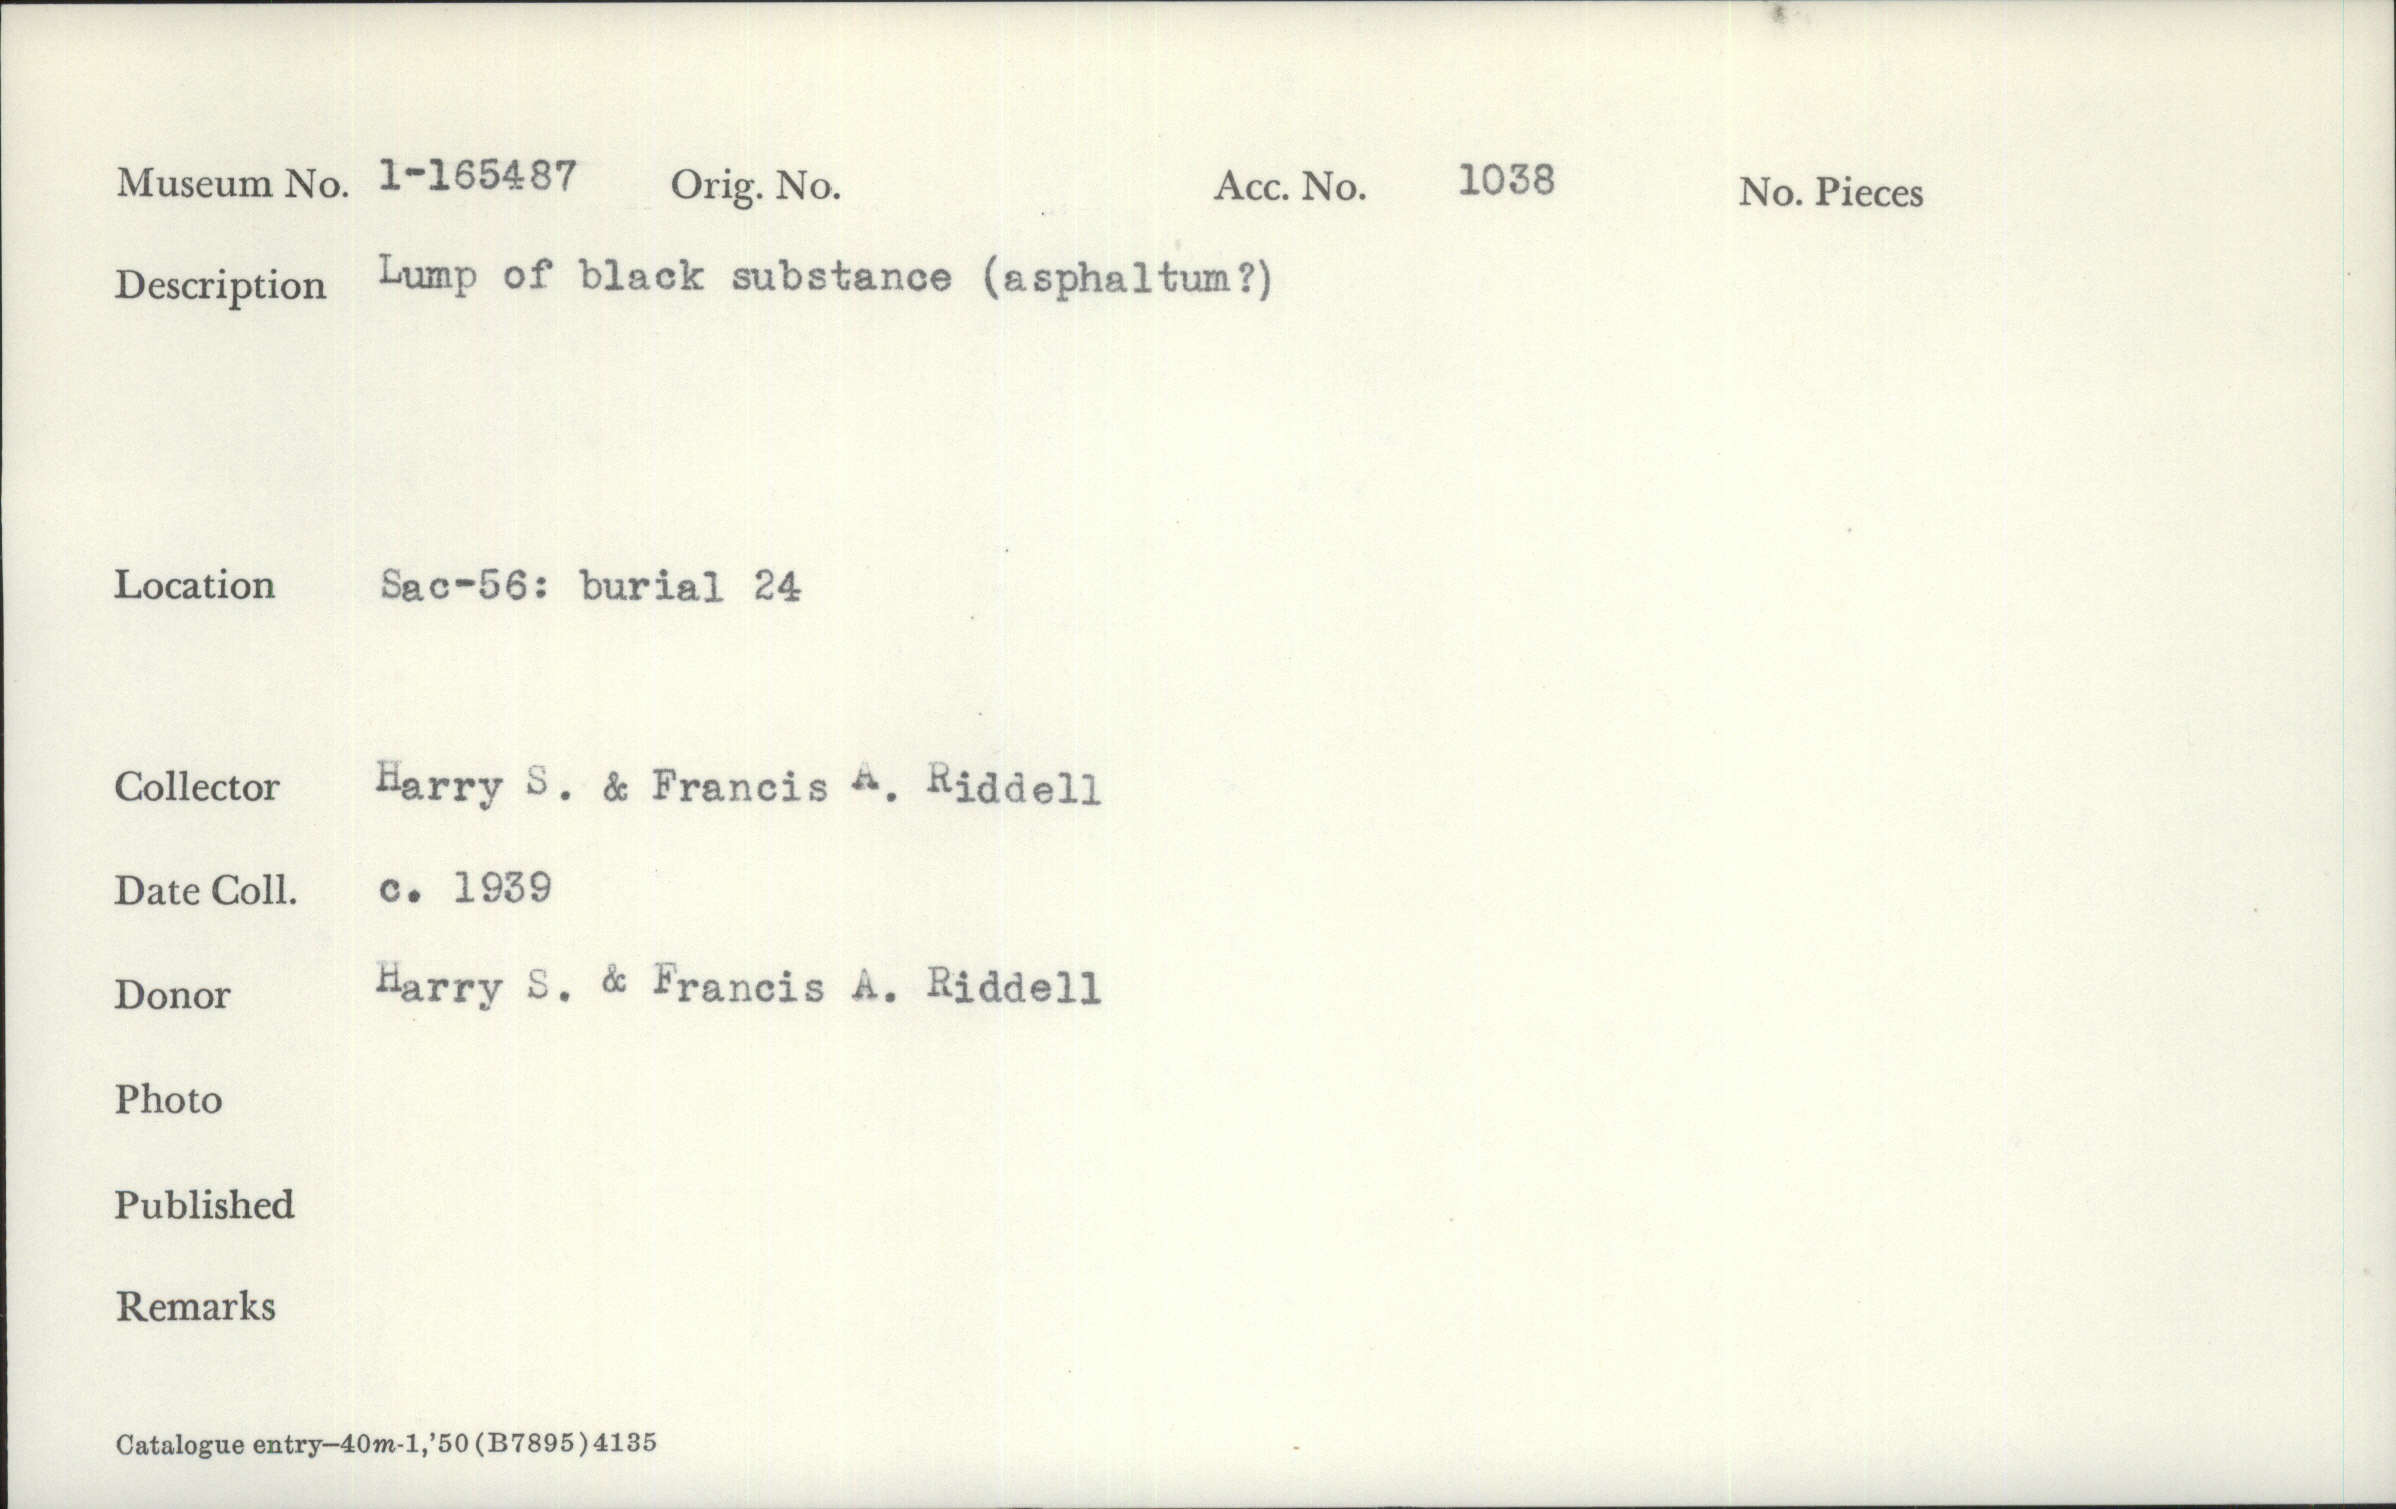 Museum No. 1-165487 Orig. No. Acc. No. 1038 No. Pieces
Description Lump of black substance (asphaltum?)
Location Sac-56: burial 24
Collector Harry S. & Francis A. Riddell
Date Coll. c. 1939
Donor Harry S. & Francis A. Riddell
Photo
Published
Remarks
Catalogue entry—40m-1,'50 (B7895) 4135